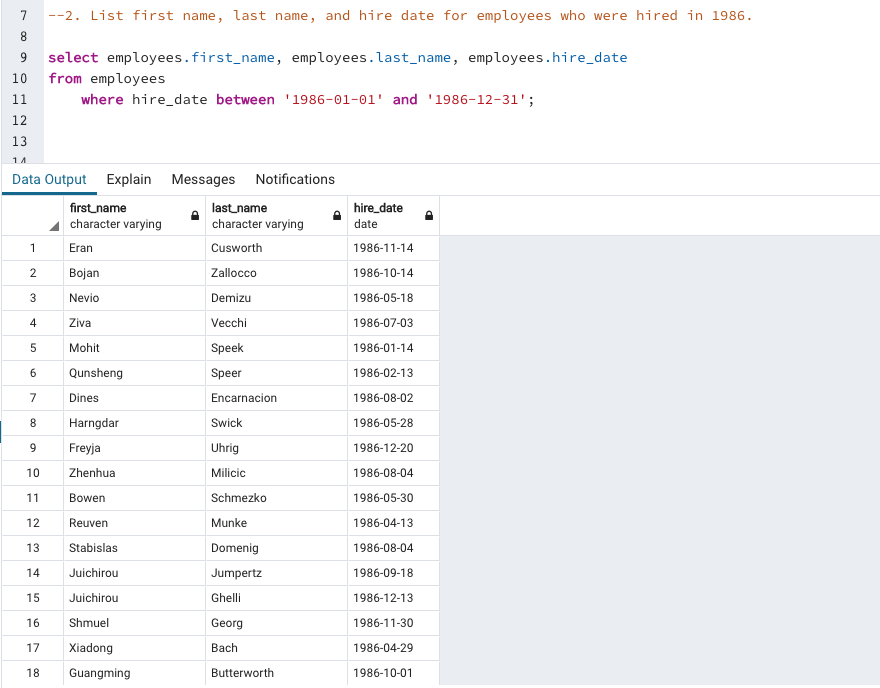 7 --2. List first name, last name, and hire date for employees who were hired in 1986.
8
9 select employees.first_name, employees.last_name, employees.hire_date
10 from employees
11 where hire_date between '1986-01-01' and '1986-12-31';
12
13
14
Data Output Explain Messages Notifications
first_name last_name hire_date
character varying character varying date
1 Eran Cusworth 1986-11-14
2 Bojan Zallocco 1986-10-14
3 Nevio Demizu 1986-05-18
4 Ziva Vecchi 1986-07-03
5 Mohit Speek 1986-01-14
6 Qunsheng Speer 1986-02-13
7 Dines Encarnacion 1986-08-02
8 Harngdar Swick 1986-05-28
9 Freyja Uhrig 1986-12-20
10 Zhenhua Milicic 1986-08-04
11 Bowen Schmezko 1986-05-30
12 Reuven Munke 1986-04-13
13 Stabislas Domenig 1986-08-04
14 Juichirou Jumpertz 1986-09-18
15 Juichirou Ghelli 1986-12-13
16 Shmuel Georg 1986-11-30
17 Xiadong Bach 1986-04-29
18 Guangming Butterworth 1986-10-01